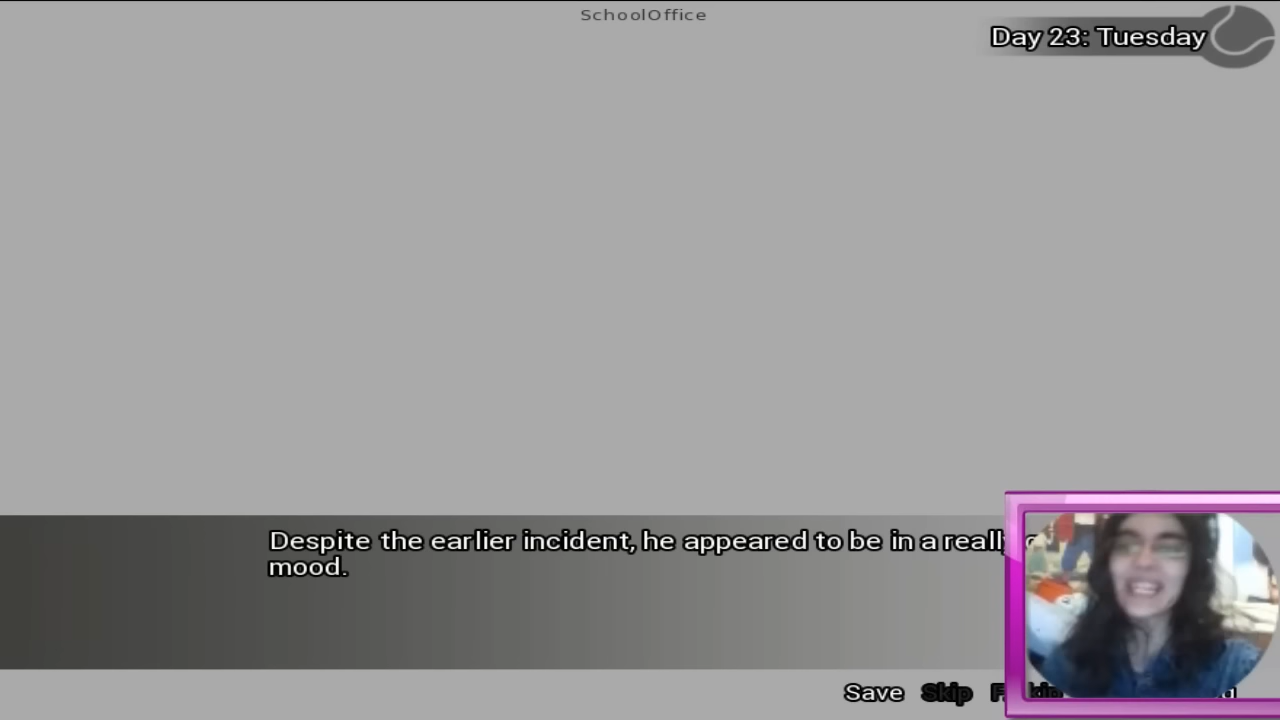 SchoolOffice
Day 23: Tuesday
Despite the earlier incident, he appeared to be in a really
mood.
Save Skip